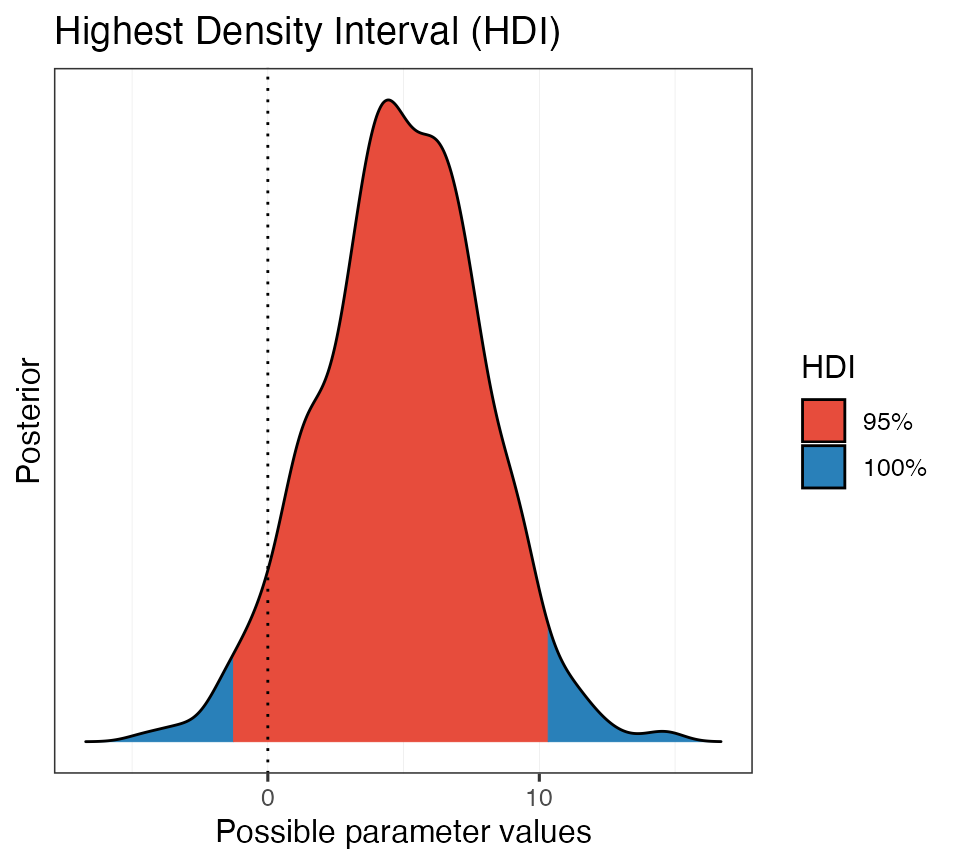 Highest Density Interval (HDI)
Posterior
HDI
95%
100%
0
10
Possible parameter values